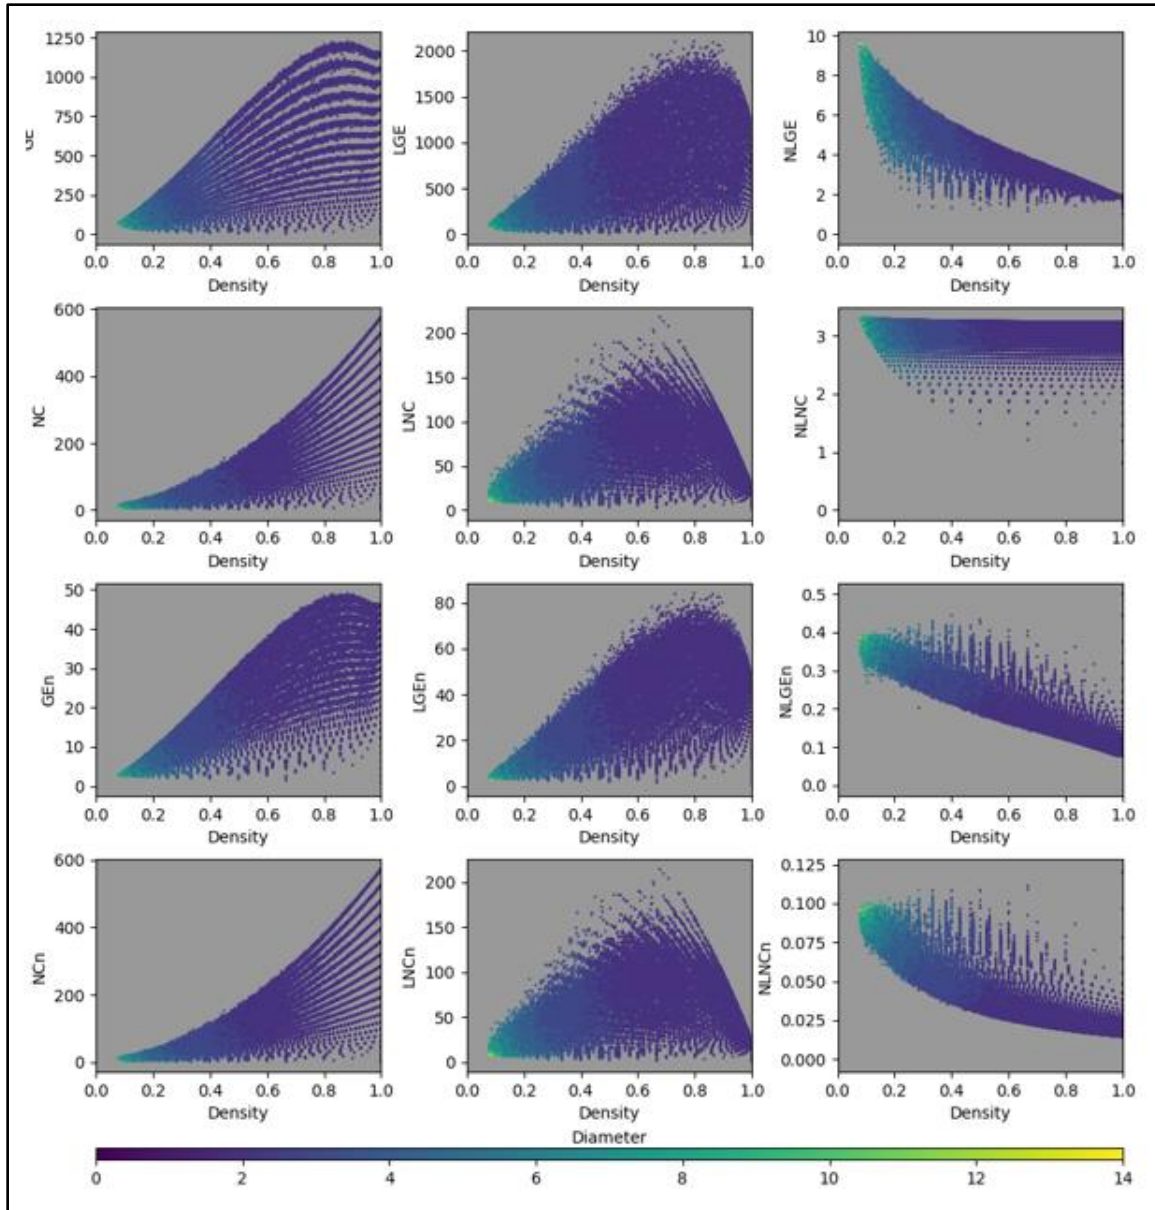 1250
1000
750
500
250
0
GE
0.0 0.2 0.4 0.6 0.8 1.0
Density
2000
1500
1000
500
0
LGE
0.0 0.2 0.4 0.6 0.8 1.0
Density
10
8
6
4
2
0
NLGE
0.0 0.2 0.4 0.6 0.8 1.0
Density
600
400
200
0
NC
0.0 0.2 0.4 0.6 0.8 1.0
Density
200
150
100
50
0
LNC
0.0 0.2 0.4 0.6 0.8 1.0
Density
3
2
1
0
NLNC
0.0 0.2 0.4 0.6 0.8 1.0
Density
50
40
30
20
10
0
GEn
0.0 0.2 0.4 0.6 0.8 1.0
Density
80
60
40
20
0
LGEn
0.0 0.2 0.4 0.6 0.8 1.0
Density
0.5
0.4
0.3
0.2
0.1
0.0
NLGEn
0.0 0.2 0.4 0.6 0.8 1.0
Density
600
400
200
0
NCn
0.0 0.2 0.4 0.6 0.8 1.0
Density
200
150
100
50
0
LNCn
0.0 0.2 0.4 0.6 0.8 1.0
Density
0.125
0.100
0.075
0.050
0.025
0.000
NLNCn
0.0 0.2 0.4 0.6 0.8 1.0
Density
Diameter
0 2 4 6 8 10 12 14